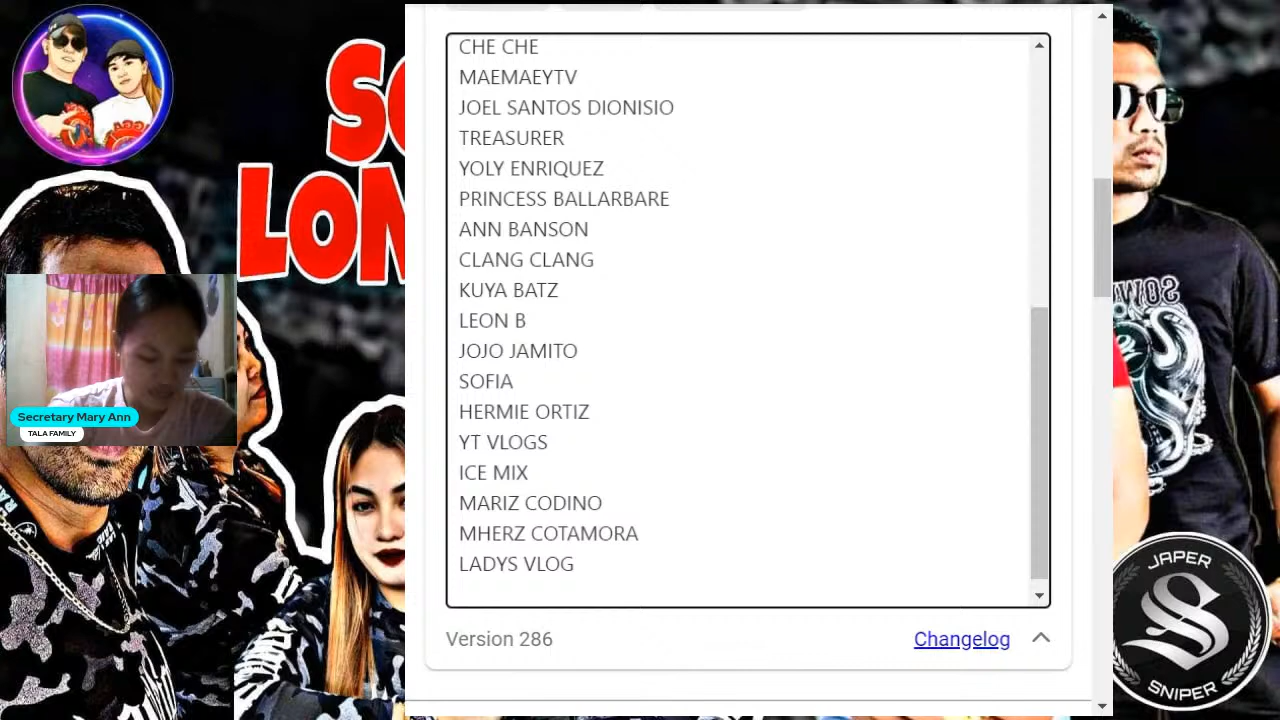 SO
LON
CHE CHE
MAEMAEYTV
JOEL SANTOS DIONISIO
TREASURER
YOLY ENRIQUEZ
PRINCESS BALLARBARE
ANN BANSON
CLANG CLANG
KUYA BATZ
LEON B
JOJO JAMITO
SOFIA
HERMIE ORTIZ
YT VLOGS
ICE MIX
MARIZ CODINO
MHERZ COTAMORA
LADYS VLOG
Version 286
Changelog
Secretary Mary Ann
TALA FAMILY
JAPER
S
SNIPER